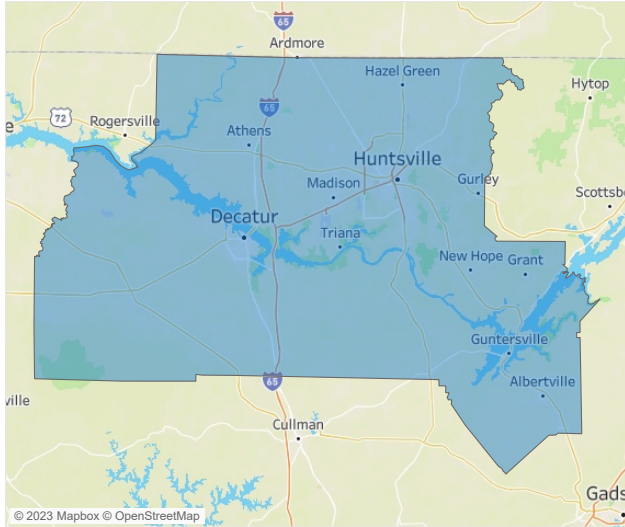 65
Ardmore
Hazel Green
Hytop
65
72
Rogersville
Athens
Huntsville
Madison
Gurley
Scottsb
Decatur
Triana
New Hope
Grant
Guntersville
65
Albertville
ville
Cullman
Gads
© 2023 Mapbox © OpenStreetMap